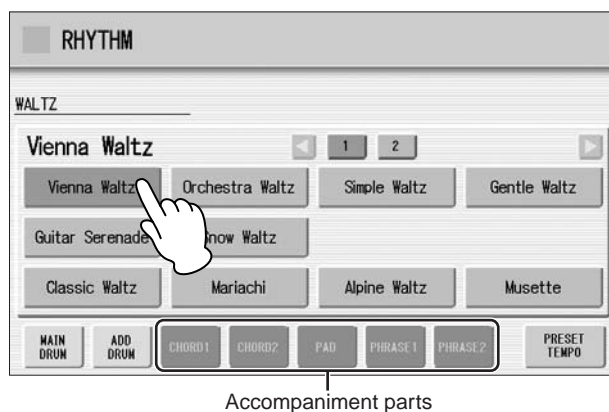 RHYTHM
WALTZ
Vienna Waltz 1 2
Vienna Waltz Orchestra Waltz Simple Waltz Gentle Waltz
Guitar Serenade Snow Waltz
Classic Waltz Mariachi Alpine Waltz Musette
MAIN DRUM ADD DRUM CHORD1 CHORD2 PAD PHRASE1 PHRASE2 PRESET TEMPO
Accompaniment parts